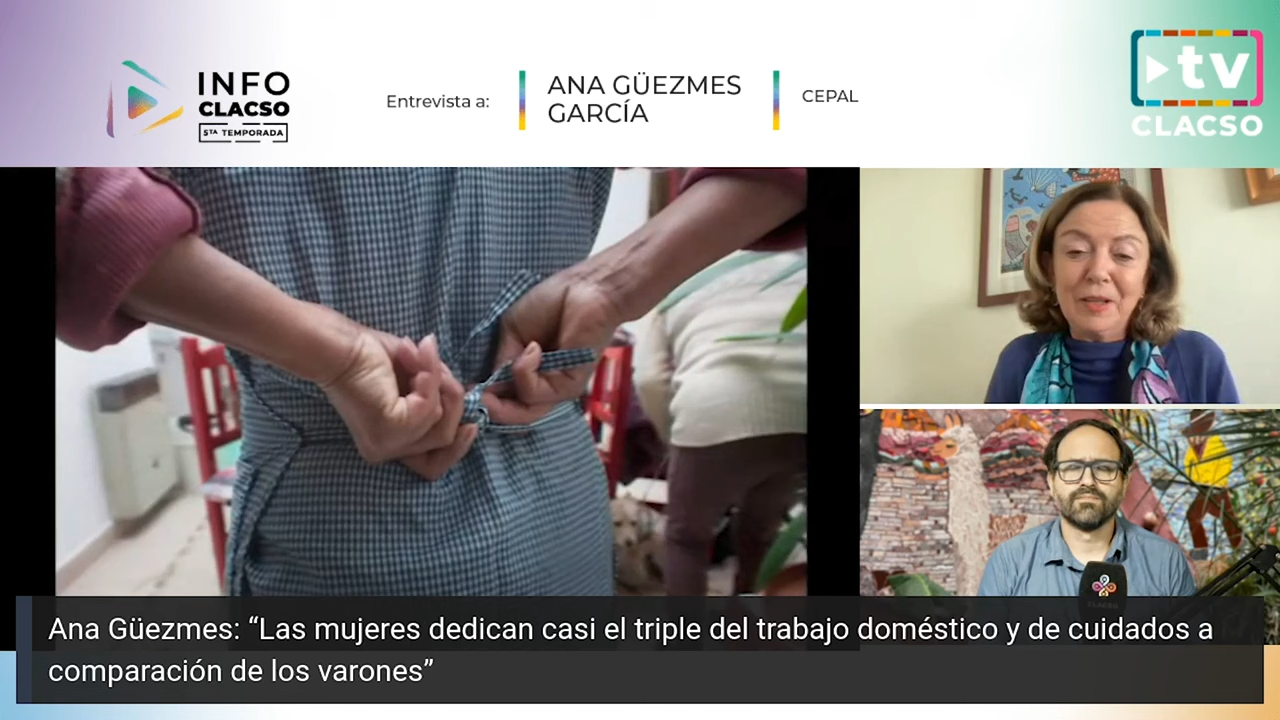 INFO
CLACSO
5TA TEMPORADA
Entrevista a:
ANA GÜEZMES
GARCÍA
CEPAL
tv
CLACSO
Ana Güezmes: “Las mujeres dedican casi el triple del trabajo doméstico y de cuidados a
comparación de los varones”